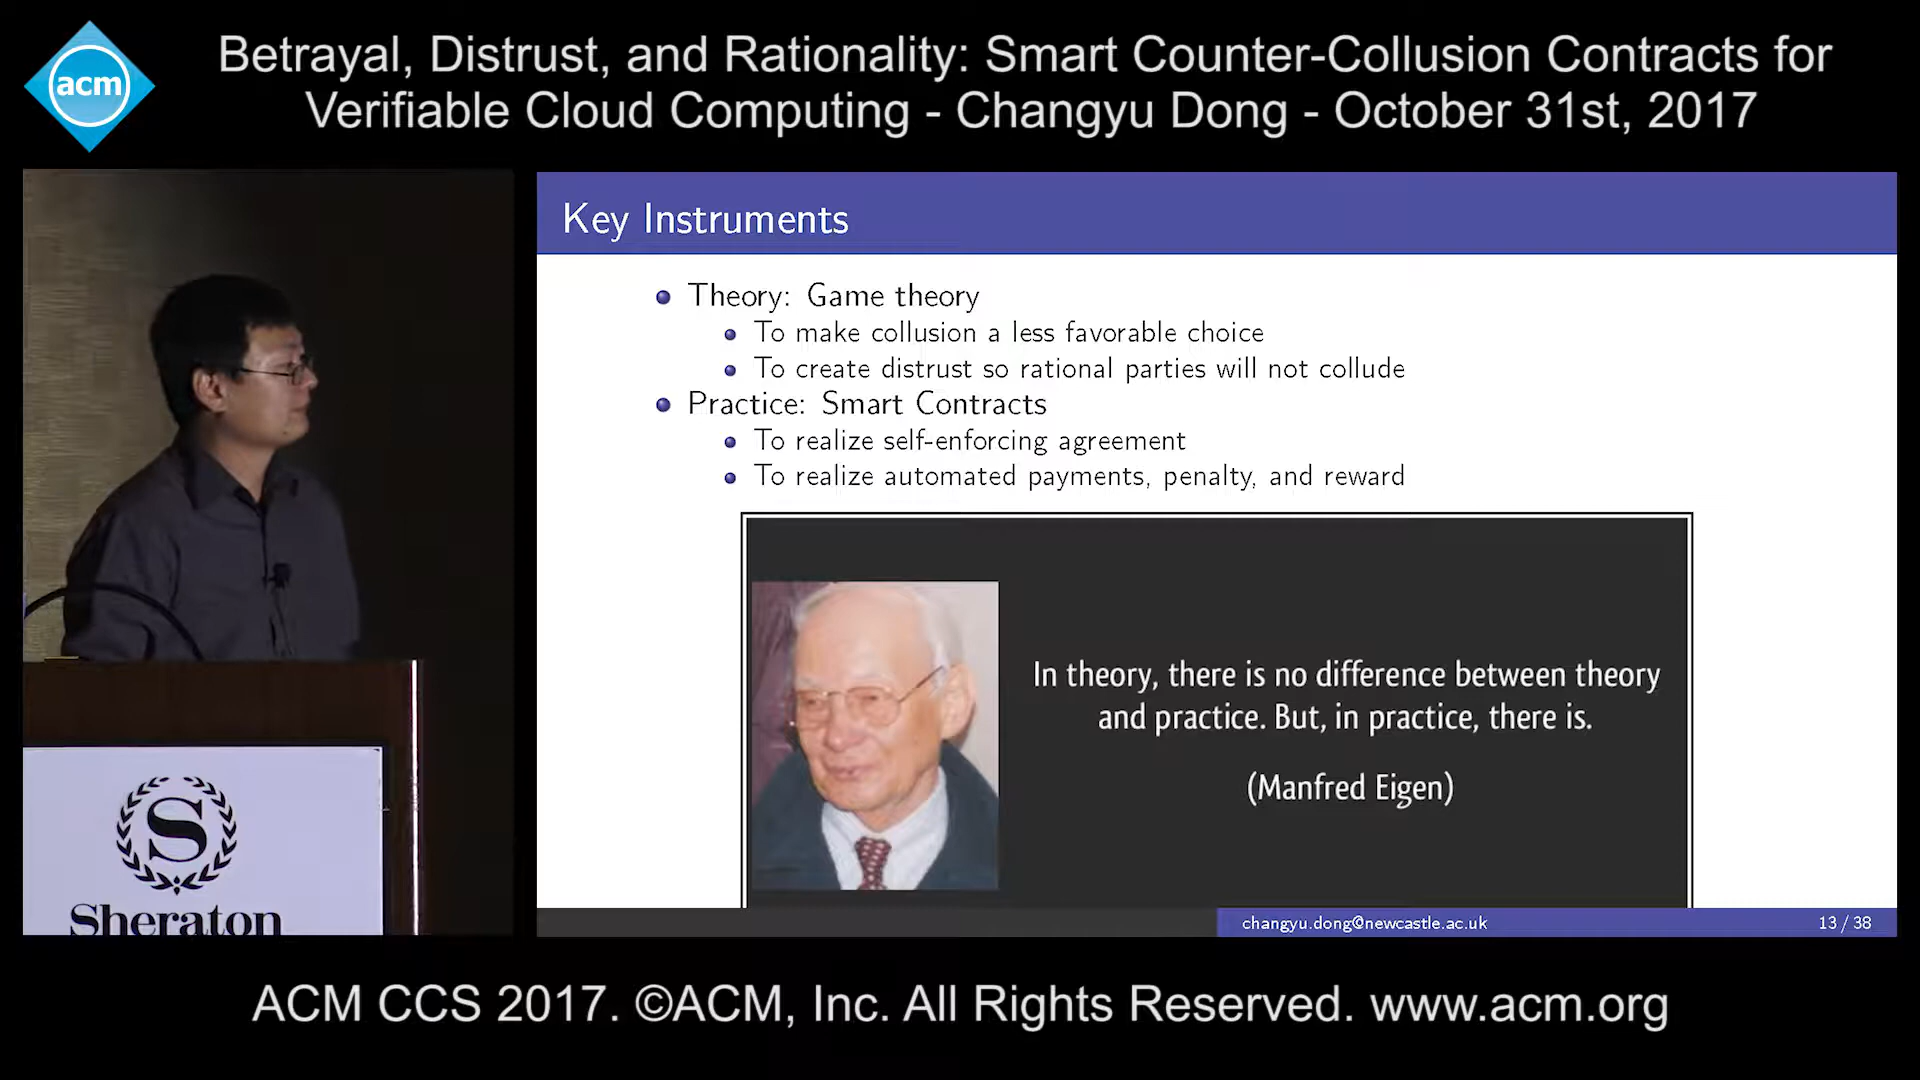 acm
Betrayal, Distrust, and Rationality: Smart Counter-Collusion Contracts for
Verifiable Cloud Computing - Changyu Dong - October 31st, 2017
Key Instruments
Theory: Game theory
To make collusion a less favorable choice
To create distrust so rational parties will not collude
Practice: Smart Contracts
To realize self-enforcing agreement
To realize automated payments, penalty, and reward
In theory, there is no difference between theory
and practice. But, in practice, there is.
(Manfred Eigen)
changyu.dong@newcastle.ac.uk
13 / 38
S
Sheraton
ACM CCS 2017. ©ACM, Inc. All Rights Reserved. www.acm.org